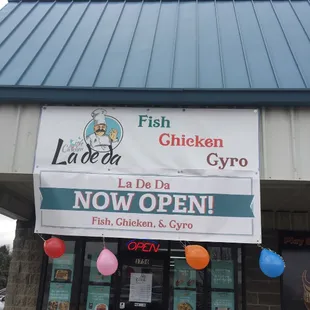 Fish
Chicken
Gyro
La de da
La De Da
NOW OPEN!
Fish, Chicken, & Gyro
OPEN